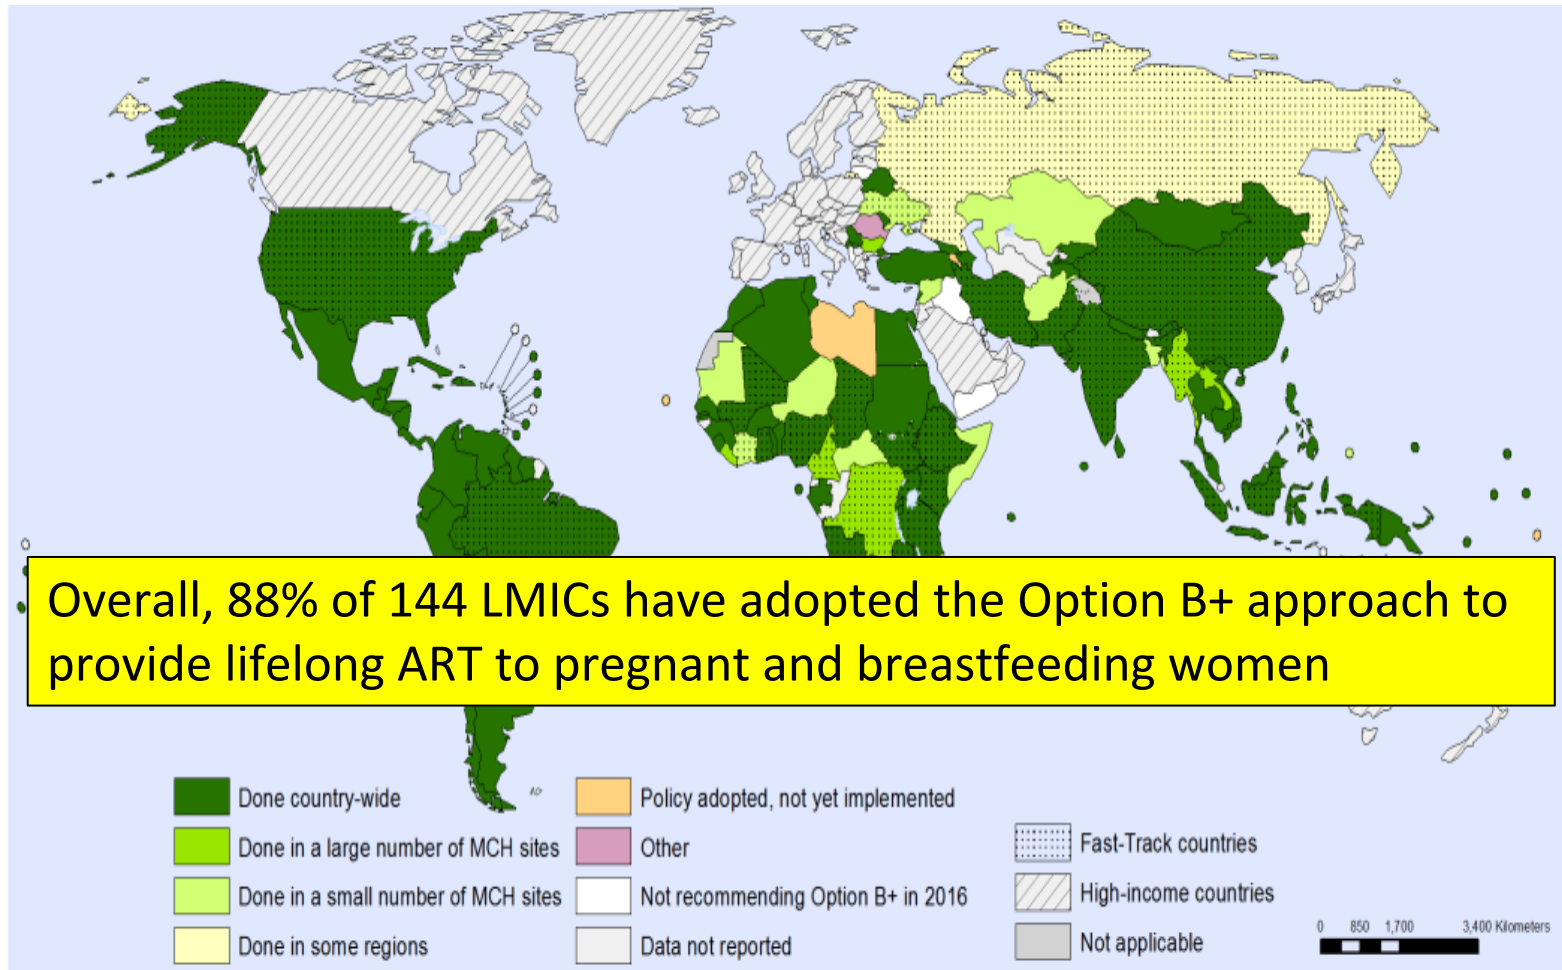 Overall, 88% of 144 LMICs have adopted the Option B+ approach to
provide lifelong ART to pregnant and breastfeeding women
Done country-wide
Done in a large number of MCH sites
Done in a small number of MCH sites
Done in some regions
Policy adopted, not yet implemented
Other
Not recommending Option B+ in 2016
Data not reported
Fast-Track countries
High-income countries
Not applicable
0 850 1,700 3,400 Kilometers